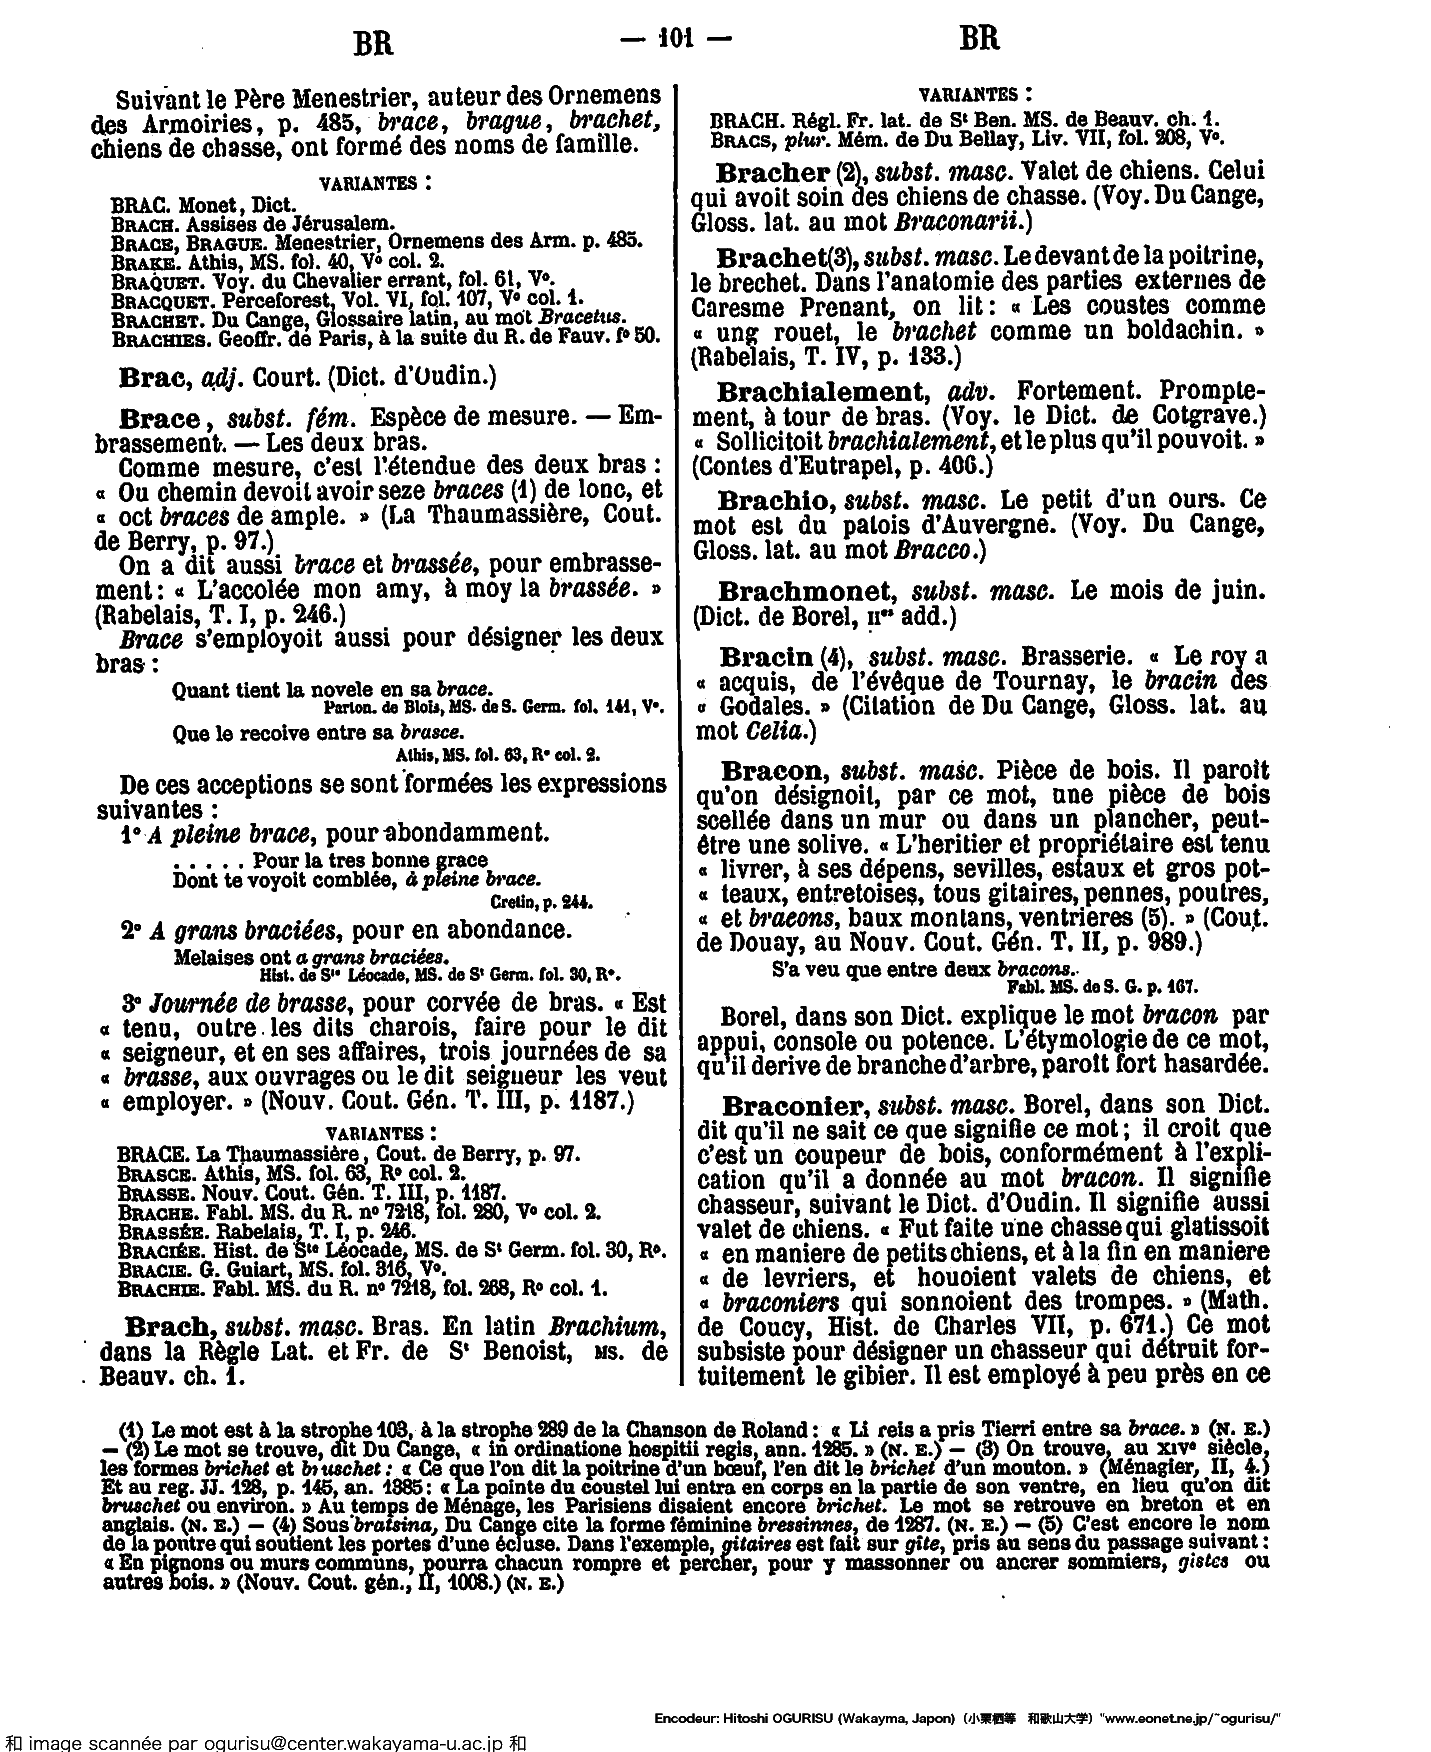 BR
— 101 —
BR
Suivant le Père Menestrier, auteur des Ornemens
des Armoiries, p. 485, brace, brague, brachet,
chiens de chasse, ont formé des noms de famille.
VARIANTES :
BRAC. Monet, Dict.
BRACH. Assises de Jérusalem.
BRACE, BRAGUE. Menestrier, Ornemens des Arm. p. 485.
BRAKE. Athis, MS. fol. 40, V° col. 2.
BRAQUET. Voy. du Chevalier errant, fol. 61, V°.
BRACQUET. Perceforest, Vol. VI, fol. 107, V° col. 1.
BRACHET. Du Cange, Glossaire latin, au mot Bracetus.
BRACHIES. Geoffr. de Paris, à la suite du R. de Fauv. f° 50.
Brac, adj. Court. (Dict. d'Oudin.)
Brace, subst. fém. Espèce de mesure. — Em-
brassement. — Les deux bras.
Comme mesure, c'est l'étendue des deux bras :
« Ou chemin devoit avoir seze braces (1) de lonc, et
« oct braces de ample. » (La Thaumassière, Cout.
de Berry, p. 97.)
On a dit aussi brace et brassée, pour embrasse-
ment : « L'accolée mon amy, à moy la brassée. »
(Rabelais, T. I, p. 246.)
Brace s'employoit aussi pour désigner les deux
bras :
Quant tient la novele en sa brace.
Parton. de Blois, MS. de S. Germ. fol. 141, V°.
Que le recoive entre sa brasce.
Athis, MS. fol. 63, R° col. 2.
De ces acceptions se sont formées les expressions
suivantes :
1° A pleine brace, pour abondamment.
. . . . . Pour la tres bonne grace
Dont te voyoit comblée, à pleine brace.
Cretin, p. 244.
2° A grans braciées, pour en abondance.
Melaises ont a grans braciées.
Hist. de Ste Léocade, MS. de St Germ. fol. 30, R°.
3° Journée de brasse, pour corvée de bras. « Est
« tenu, outre les dits charois, faire pour le dit
« seigneur, et en ses affaires, trois journées de sa
« brasse, aux ouvrages ou le dit seigneur les veut
« employer. » (Nouv. Cout. Gén. T. III, p. 1187.)
VARIANTES :
BRACE. La Thaumassière, Cout. de Berry, p. 97.
BRASCE. Athis, MS. fol. 63, R° col. 2.
BRASSE. Nouv. Cout. Gén. T. III, p. 1187.
BRACHE. Fabl. MS. du R. n° 7218, fol. 280, V° col. 2.
BRASSÉE. Rabelais, T. I, p. 246.
BRACIÉE. Hist. de Ste Léocade, MS. de St Germ. fol. 30, R°.
BRACIE. G. Guiart, MS. fol. 316, V°.
BRACHIE. Fabl. MS. du R. n° 7218, fol. 268, R° col. 1.
Brach, subst. masc. Bras. En latin Brachium,
dans la Règle Lat. et Fr. de St Benoist, MS. de
Beauv. ch. 1.
VARIANTES :
BRACH. Régl. Fr. lat. de St Ben. MS. de Beauv. ch. 1.
BRACS, plur. Mém. de Du Bellay, Liv. VII, fol. 208, V°.
Bracher (2), subst. masc. Valet de chiens. Celui
qui avoit soin des chiens de chasse. (Voy. Du Cange,
Gloss. lat. au mot Braconarii.)
Brachet (3), subst. masc. Le devant de la poitrine,
le brechet. Dans l'anatomie des parties externes de
Caresme Prenant, on lit : « Les coustes comme
« ung rouet, le brachet comme un boldachin. »
(Rabelais, T. IV, p. 133.)
Brachialement, adv. Fortement. Prompte-
ment, à tour de bras. (Voy. le Dict. de Cotgrave.)
« Sollicitoit brachialement, et le plus qu'il pouvoit. »
(Contes d'Eutrapel, p. 406.)
Brachio, subst. masc. Le petit d'un ours. Ce
mot est du patois d'Auvergne. (Voy. Du Cange,
Gloss. lat. au mot Bracco.)
Brachmonet, subst. masc. Le mois de juin.
(Dict. de Borel, IIes add.)
Bracin (4), subst. masc. Brasserie. « Le roy a
« acquis, de l'évêque de Tournay, le bracin des
« Godales. » (Citation de Du Cange, Gloss. lat. au
mot Celia.)
Bracon, subst. masc. Pièce de bois. Il paroit
qu'on désignoit, par ce mot, une pièce de bois
scellée dans un mur ou dans un plancher, peut-
être une solive. « L'heritier et propriétaire est tenu
« livrer, à ses dépens, sevilles, estaux et gros pot-
« teaux, entretoises, tous gitaires, pennes, poutres,
« et bracons, baux montans, ventrieres (5). » (Cout.
de Douay, au Nouv. Cout. Gén. T. II, p. 989.)
S'a veu que entre deux bracons.
Fabl. MS. de S. G. p. 167.
Borel, dans son Dict. explique le mot bracon par
appui, console ou potence. L'étymologie de ce mot,
qu'il derive de branche d'arbre, paroit fort hasardée.
Braconier, subst. masc. Borel, dans son Dict.
dit qu'il ne sait ce que signifie ce mot ; il croit que
c'est un coupeur de bois, conformément à l'expli-
cation qu'il a donnée au mot bracon. Il signifie
chasseur, suivant le Dict. d'Oudin. Il signifie aussi
valet de chiens. « Fut faite une chasse qui glatissoit
« en maniere de petits chiens, et à la fin en maniere
« de levriers, et houoient valets de chiens, et
« braconiers qui sonnoient des trompes. » (Math.
de Coucy, Hist. de Charles VII, p. 671.) Ce mot
subsiste pour désigner un chasseur qui détruit for-
tuitement le gibier. Il est employé à peu près en ce
(1) Le mot est à la strophe 103, à la strophe 289 de la Chanson de Roland : « Li reis a pris Tierri entre sa brace. » (N. E.)
— (2) Le mot se trouve, dit Du Cange, « in ordinatione hospitii regis, ann. 1285. » (N. E.) — (3) On trouve, au XIVe siècle,
les formes brichet et bruschet : « Ce que l'on dit la poitrine d'un bœuf, l'en dit le brichet d'un mouton. » (Ménagier, II, 4.)
Et au reg. JJ. 128, p. 145, an. 1385 : « La pointe du coustel lui entra en corps en la partie de son ventre, en lieu qu'on dit
bruschet ou environ. » Au temps de Ménage, les Parisiens disaient encore brichet. Le mot se retrouve en breton et en
anglais. (N. E.) — (4) Sous bratsina, Du Cange cite la forme féminine bressinnes, de 1287. (N. E.) — (5) C'est encore le nom
de la poutre qui soutient les portes d'une écluse. Dans l'exemple, gitaires est fait sur gite, pris au sens du passage suivant :
« En pignons ou murs communs, pourra chacun rompre et percher, pour y massonner ou ancrer sommiers, gistes ou
autres bois. » (Nouv. Cout. gén., II, 1008.) (N. E.)
Encodeur: Hitoshi OGURISU (Wakayma, Japon) (小栗栖等 和歌山大学) "www.eonet.ne.jp/~ogurisu/"
和 image scannée par ogurisu@center.wakayama-u.ac.jp 和